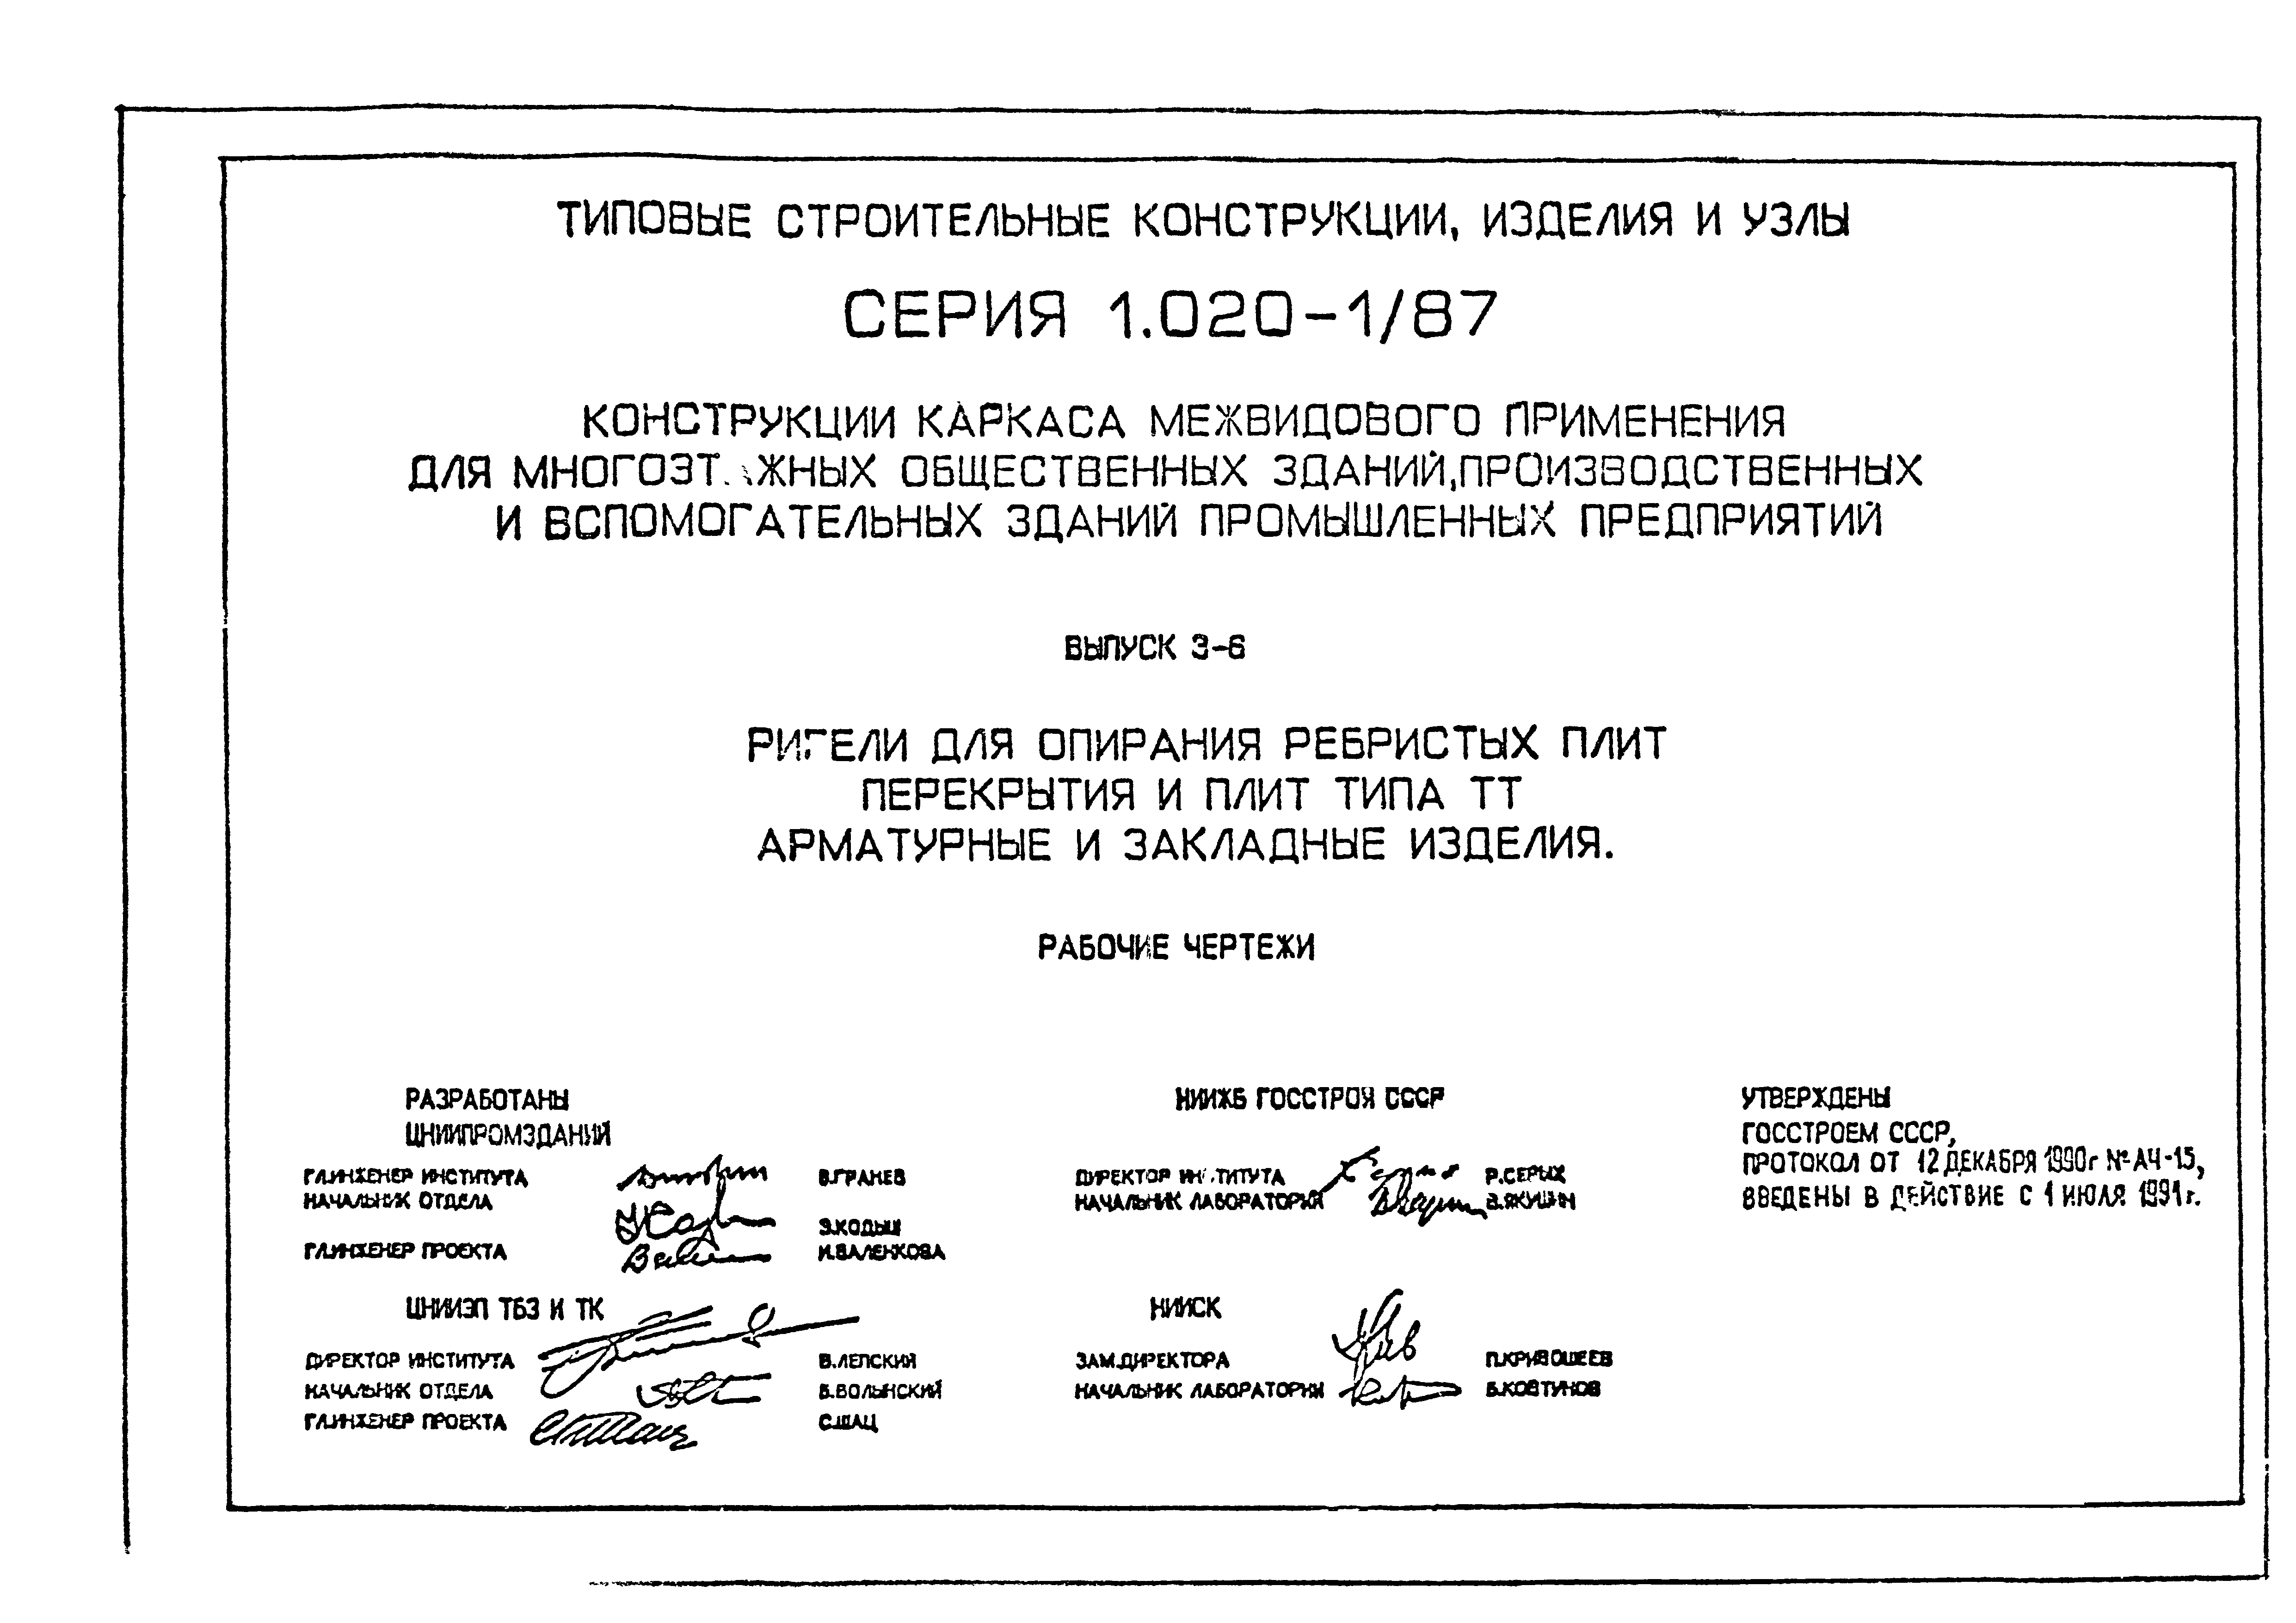 ТИПОВЫЕ СТРОИТЕЛЬНЫЕ КОНСТРУКЦИИ, ИЗДЕЛИЯ И УЗЛЫ
СЕРИЯ 1.020-1/87
КОНСТРУКЦИИ КАРКАСА МЕЖВИДОВОГО ПРИМЕНЕНИЯ
ДЛЯ МНОГОЭТАЖНЫХ ОБЩЕСТВЕННЫХ ЗДАНИЙ, ПРОИЗВОДСТВЕННЫХ
И ВСПОМОГАТЕЛЬНЫХ ЗДАНИЙ ПРОМЫШЛЕННЫХ ПРЕДПРИЯТИЙ
ВЫПУСК 3-6
РИГЕЛИ ДЛЯ ОПИРАНИЯ РЕБРИСТЫХ ПЛИТ
ПЕРЕКРЫТИЯ И ПЛИТ ТИПА ТТ
АРМАТУРНЫЕ И ЗАКЛАДНЫЕ ИЗДЕЛИЯ.
РАБОЧИЕ ЧЕРТЕЖИ
РАЗРАБОТАНЫ
ЦНИИПРОМЗДАНИЙ
ГЛ.ИНЖЕНЕР ИНСТИТУТА В.ГРАНЕВ
НАЧАЛЬНИК ОТДЕЛА
Э.КОДЫШ
ГЛ.ИНЖЕНЕР ПРОЕКТА И.ВАЛЕНКОВА
ЦНИИЭП ТБЗ И ТК
ДИРЕКТОР ИНСТИТУТА В.ЛЕПСКИЙ
НАЧАЛЬНИК ОТДЕЛА Б.ВОЛЫНСКИЙ
ГЛ.ИНЖЕНЕР ПРОЕКТА С.ШАЦ
НИИЖБ ГОССТРОЯ СССР
ДИРЕКТОР ИНСТИТУТА Р.СЕРЫХ
НАЧАЛЬНИК ЛАБОРАТОРИИ В.ЯКУШИН
НИИСК
ЗАМ.ДИРЕКТОРА П.КРИВОШЕЕВ
НАЧАЛЬНИК ЛАБОРАТОРИИ Б.КОВТУНОВ
УТВЕРЖДЕНЫ
ГОССТРОЕМ СССР,
ПРОТОКОЛ ОТ 12 ДЕКАБРЯ 1990г № АЧ-15,
ВВЕДЕНЫ В ДЕЙСТВИЕ С 1 ИЮЛЯ 1991г.